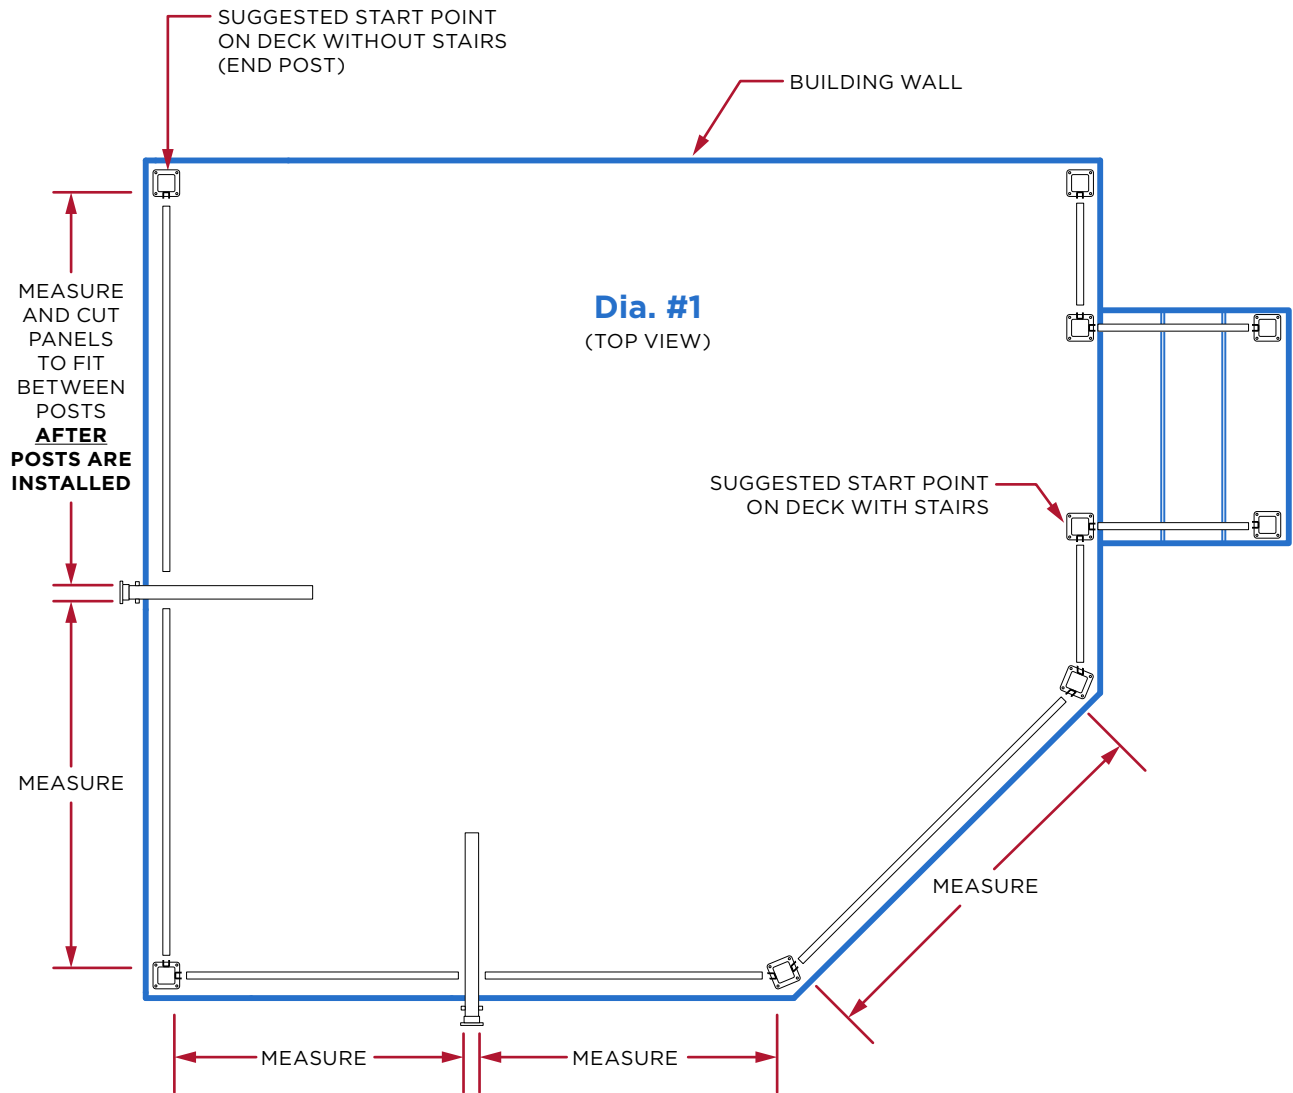 SUGGESTED START POINT
ON DECK WITHOUT STAIRS
(END POST)
BUILDING WALL
Dia. #1
(TOP VIEW)
MEASURE
AND CUT
PANELS
TO FIT
BETWEEN
POSTS
AFTER
POSTS ARE
INSTALLED
SUGGESTED START POINT
ON DECK WITH STAIRS
MEASURE
MEASURE
MEASURE
MEASURE